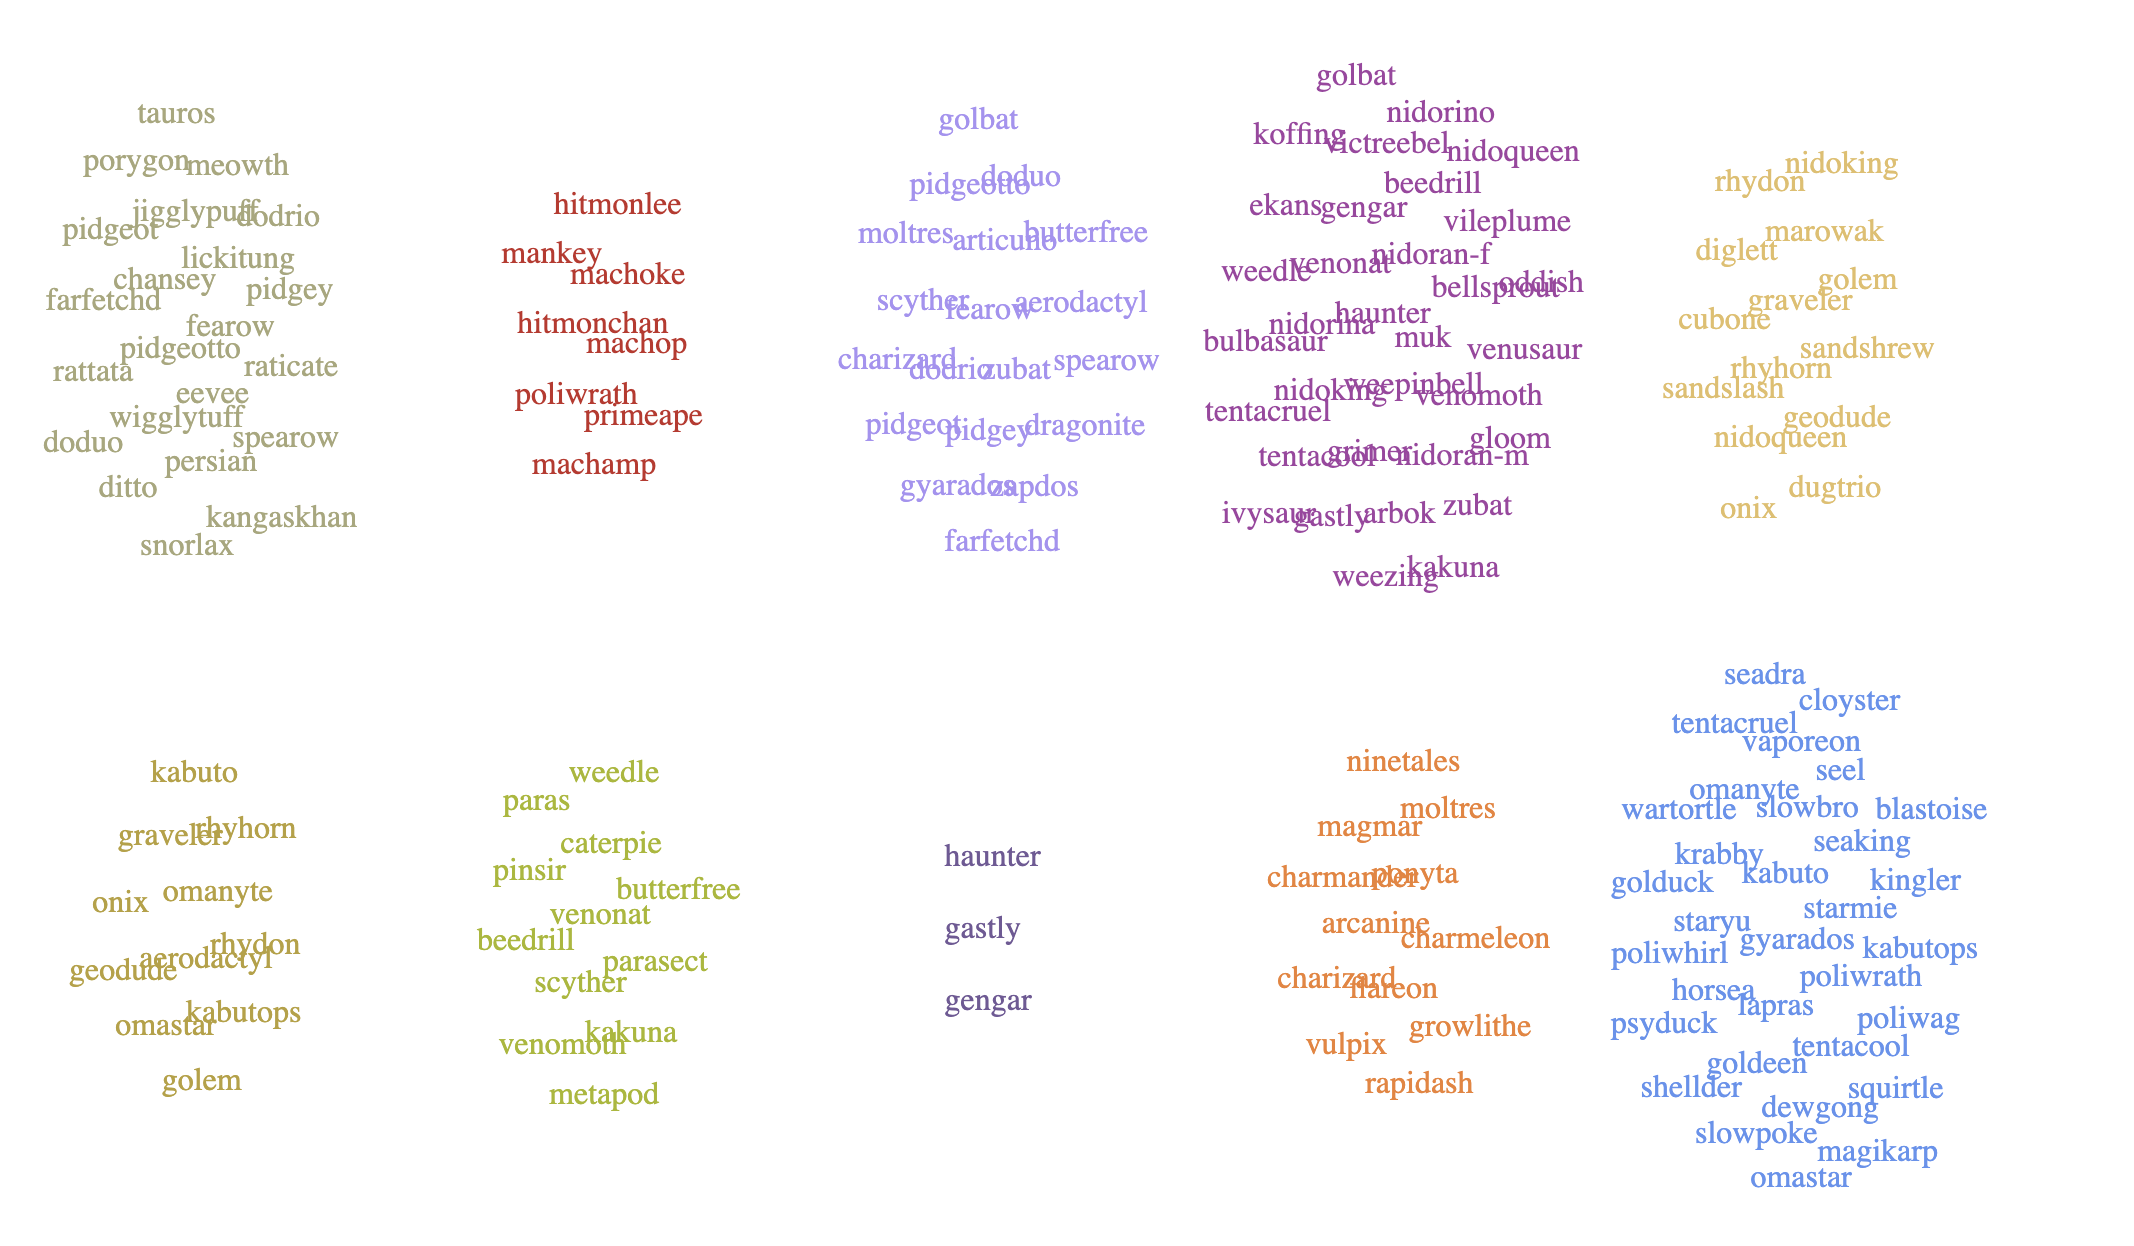 tauros
porygon
meowth
jigglypuff
dodrio
pidgeot
lickitung
chansey
pidgey
farfetchd
fearow
pidgeotto
raticate
rattata
eevee
wigglytuff
spearow
doduo
persian
ditto
kangaskhan
snorlax
hitmonlee
mankey
machoke
hitmonchan
machop
poliwrath
primeape
machamp
golbat
doduo
pidgeotto
moltres
articuno
butterfree
scyther
fearow
aerodactyl
charizard
dodrio
zubat
spearow
pidgeot
pidgey
dragonite
gyarados
zapdos
farfetchd
golbat
nidorino
koffing
victreebel
nidoqueen
beedrill
ekans
gengar
vileplume
nidoran-f
weedle
venonat
bellsprout
oddish
haunter
nidorina
bulbasaur
muk
venusaur
nidoking
weepinbell
venomoth
tentacruel
gloom
tentacool
grimer
nidoran-m
ivysaur
gastly
arbok
zubat
weezing
kakuna
nidoking
rhydon
marowak
diglett
golem
graveler
cubone
sandshrew
rhyhorn
sandslash
geodude
nidoqueen
dugtrio
onix
kabuto
graveler
rhyhorn
omanyte
onix
rhydon
aerodactyl
geodude
kabutops
omastar
golem
weedle
paras
caterpie
pinsir
butterfree
venonat
beedrill
parasect
scyther
kakuna
venomoth
metapod
haunter
gastly
gengar
ninetales
moltres
magmar
charmander
ponyta
arcanine
charmeleon
charizard
flareon
growlithe
vulpix
rapidash
seadra
cloyster
tentacruel
vaporeon
seel
omanyte
wartortle
slowbro
blastoise
seaking
krabby
kabuto
golduck
kingler
starmie
staryu
gyarados
poliwhirl
kabutops
poliwrath
horsea
lapras
psyduck
poliwag
tentacool
goldeen
shellder
squirtle
dewgong
slowpoke
magikarp
omastar